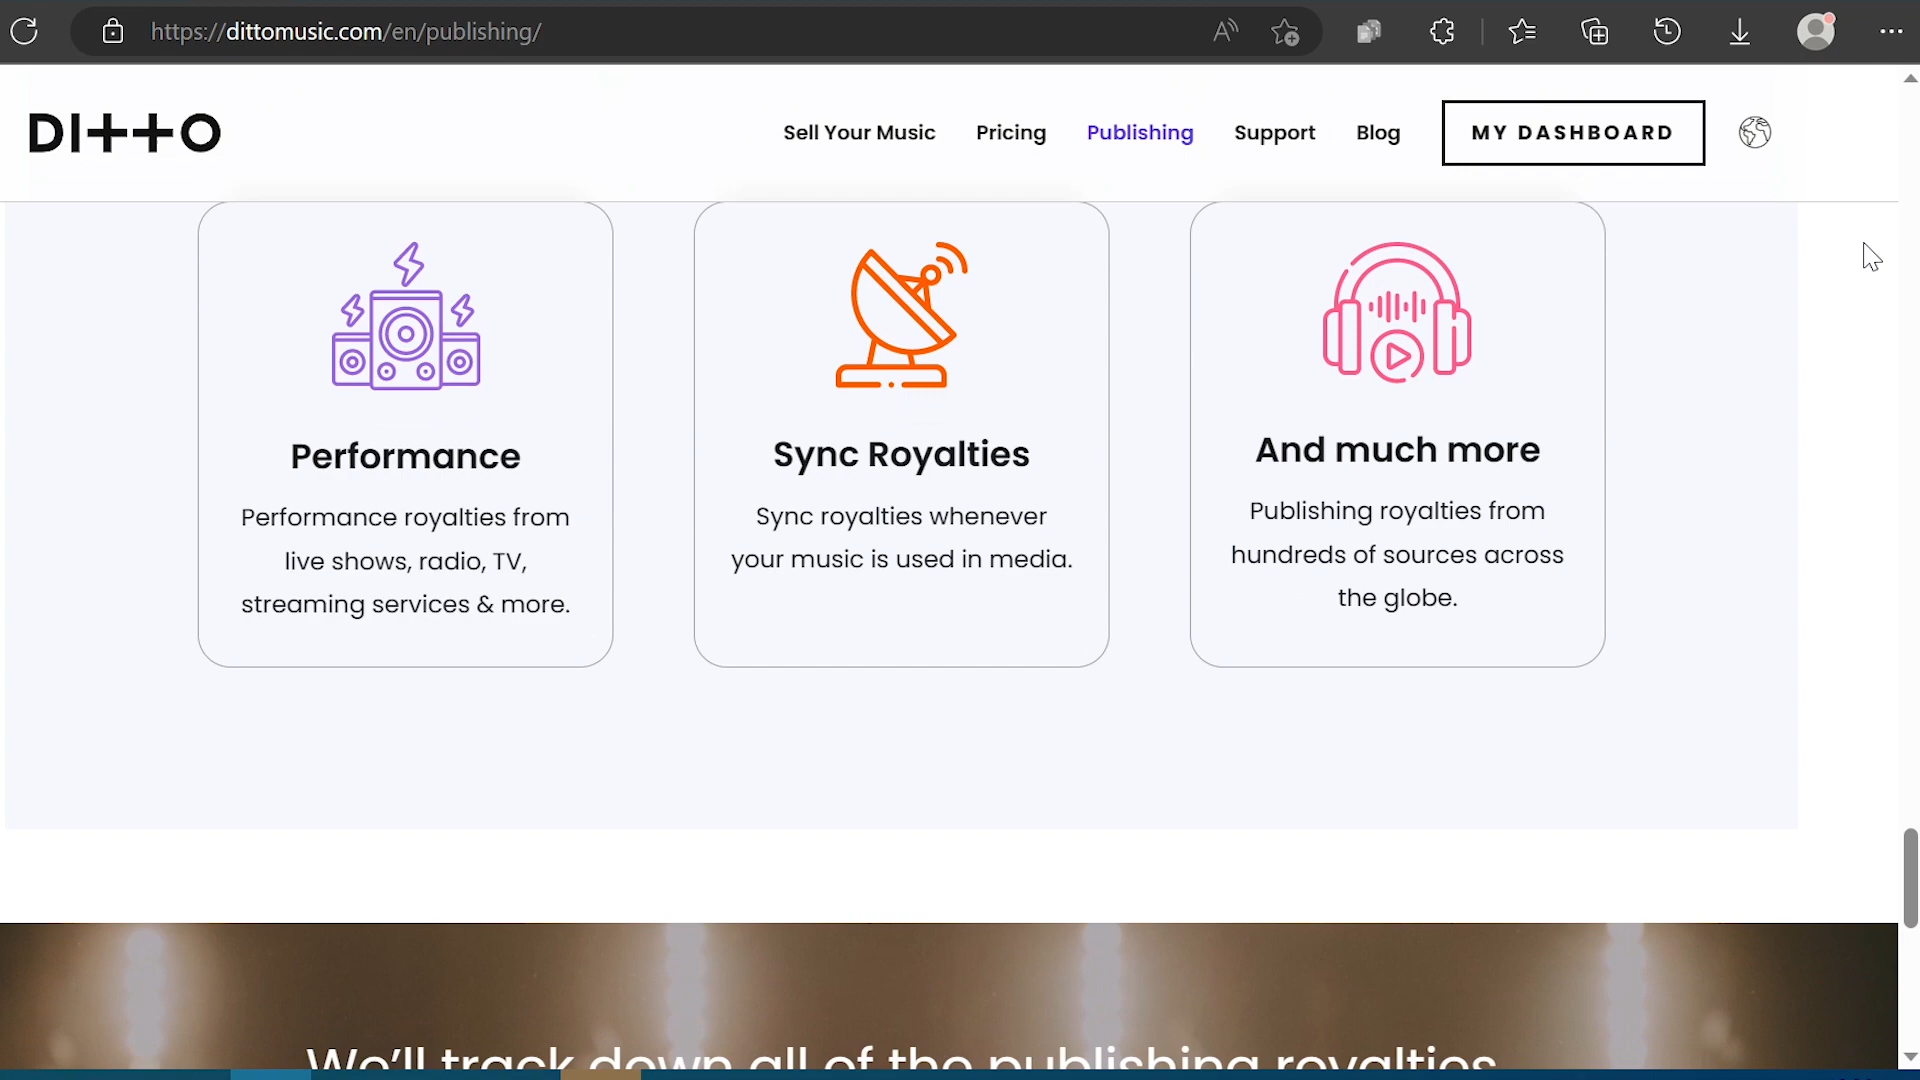 https://dittomusic.com/en/publishing/
DITTO
Sell Your Music
Pricing
Publishing
Support
Blog
MY DASHBOARD
Performance
Performance royalties from
live shows, radio, TV,
streaming services & more.
Sync Royalties
Sync royalties whenever
your music is used in media.
And much more
Publishing royalties from
hundreds of sources across
the globe.
We'll track down all of the publishing royalties